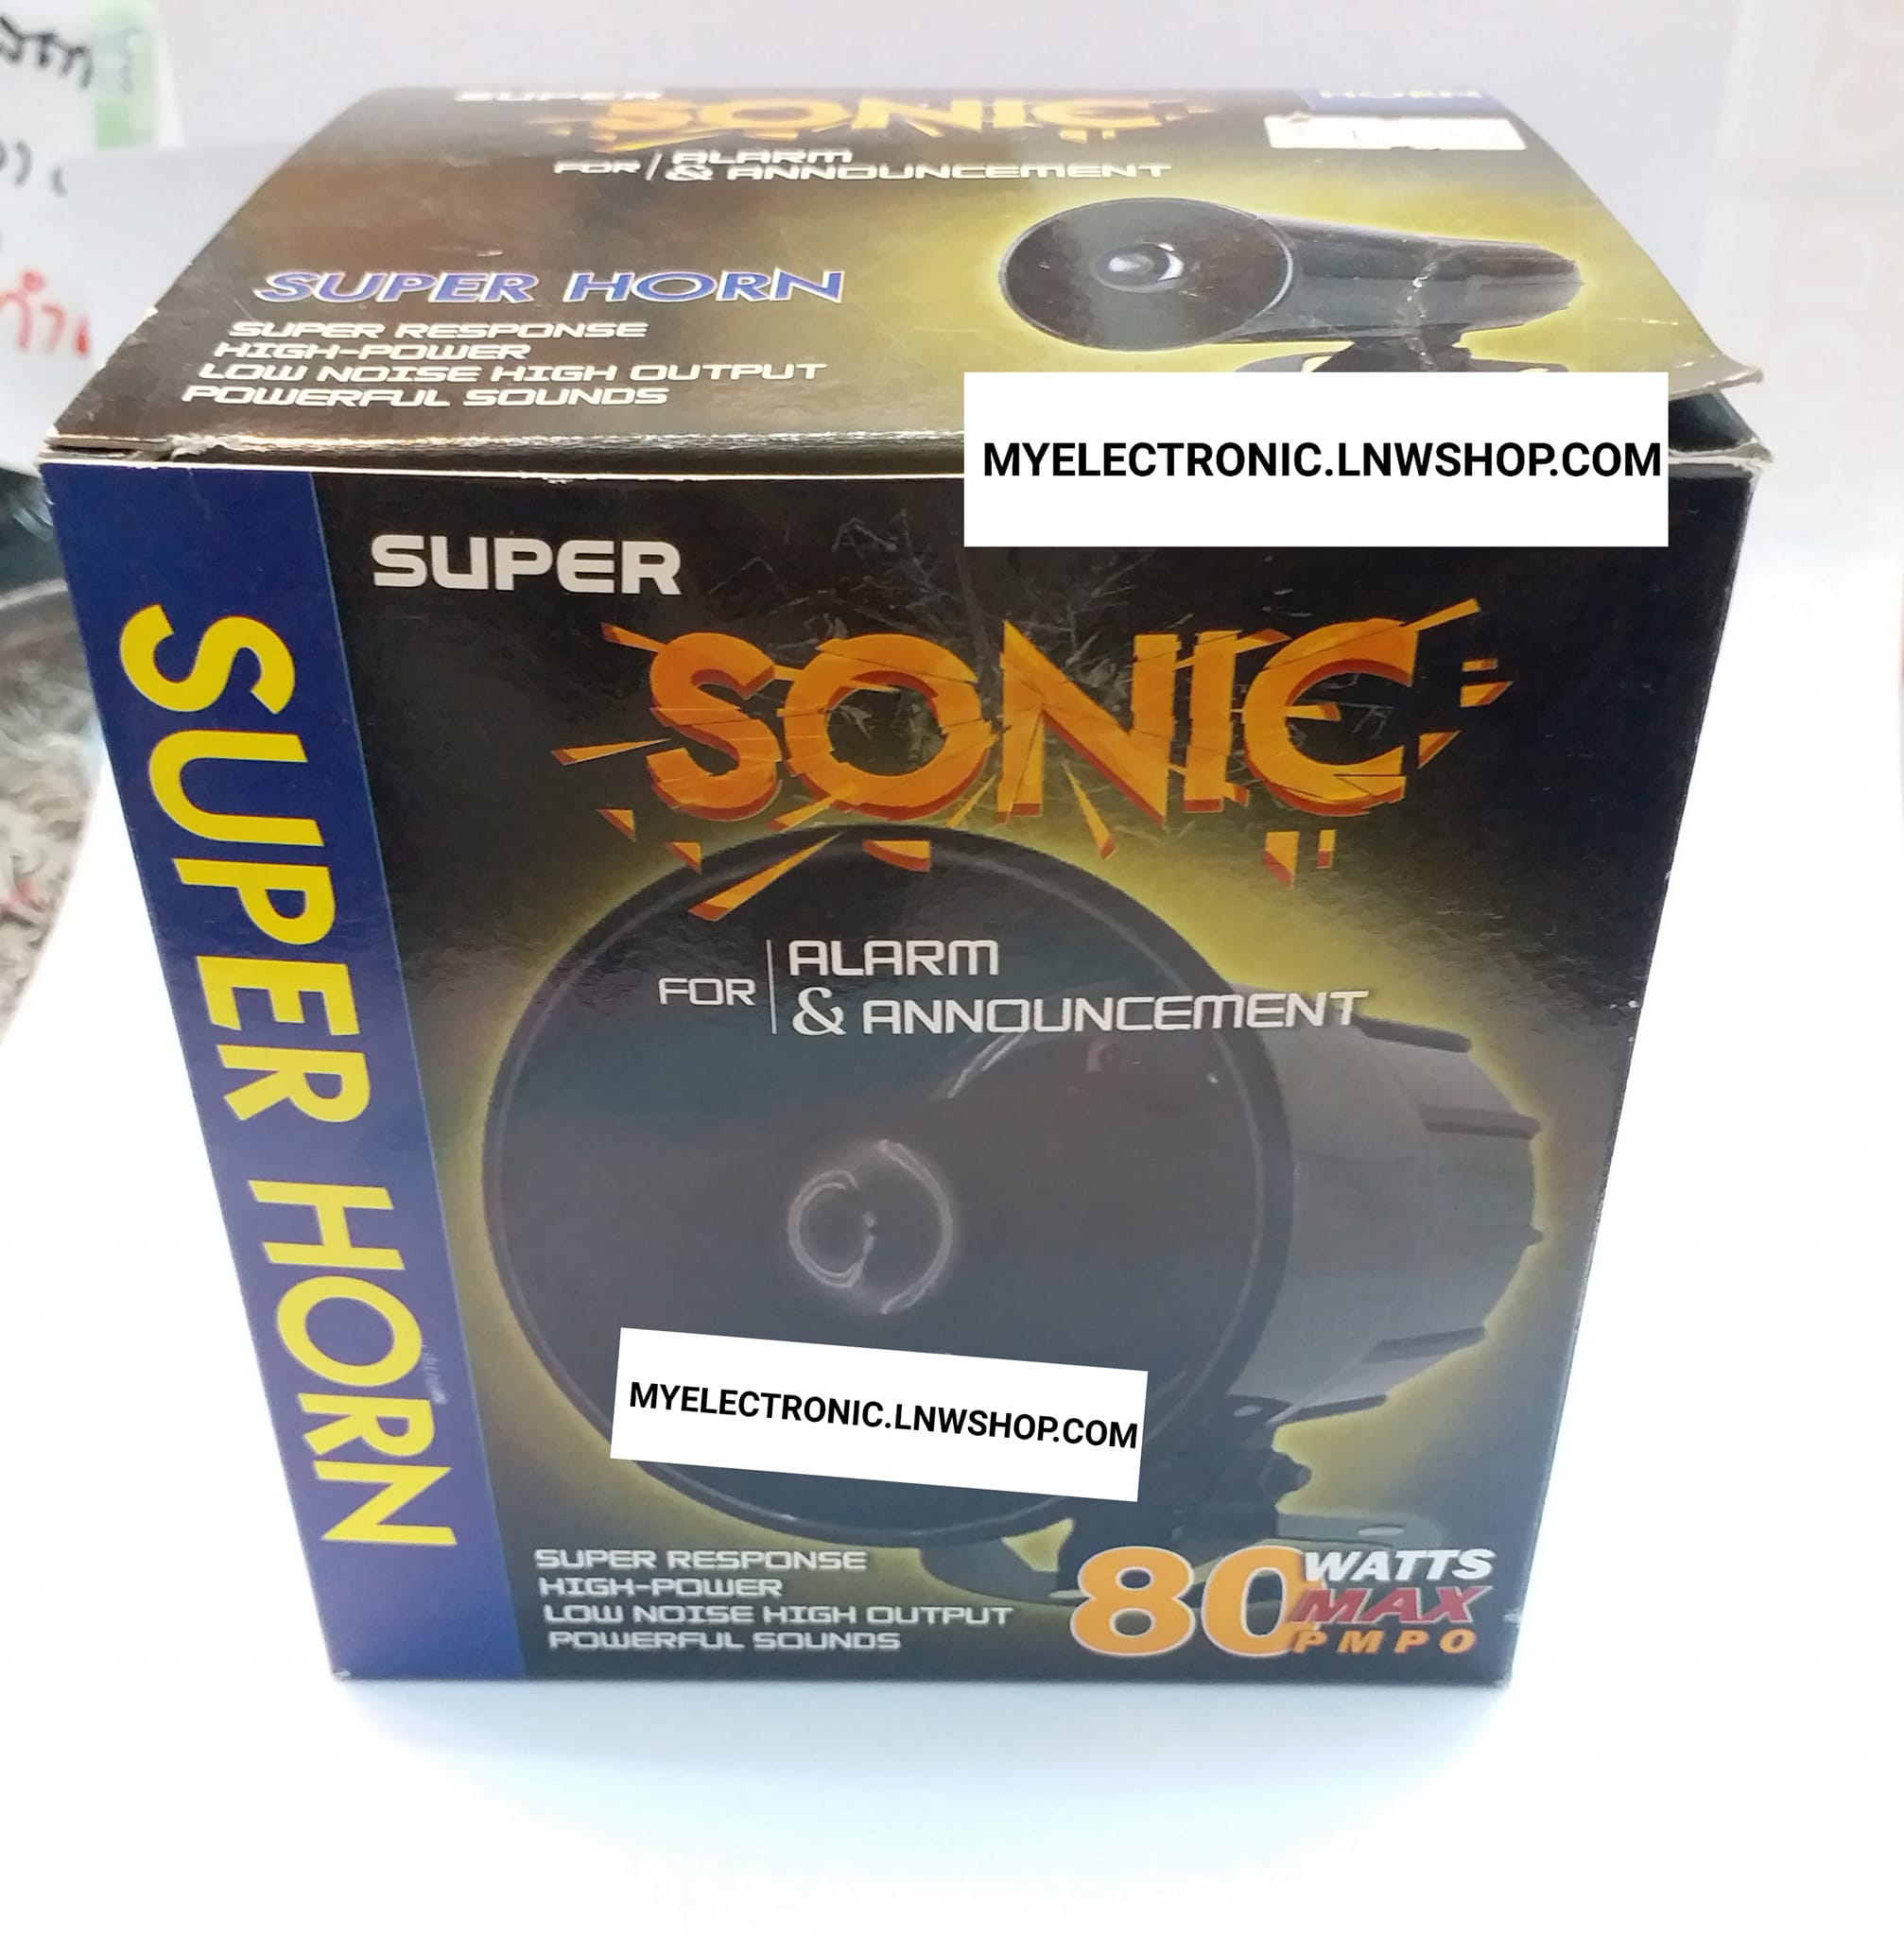 SUPER
SONIC
HORN
FOR / ALARM
& ANNOUNCEMENT
SUPER HORN
SUPER RESPONSE
HIGH-POWER
LOW NOISE HIGH OUTPUT
POWERFUL SOUNDS
MYELECTRONIC.LNWSHOP.COM
SUPER HORN
SUPER
SONIC
FOR | ALARM
& ANNOUNCEMENT
MYELECTRONIC.LNWSHOP.COM
SUPER RESPONSE
HIGH-POWER
LOW NOISE HIGH OUTPUT
POWERFUL SOUNDS
80 WATTS
MAX
PMPO